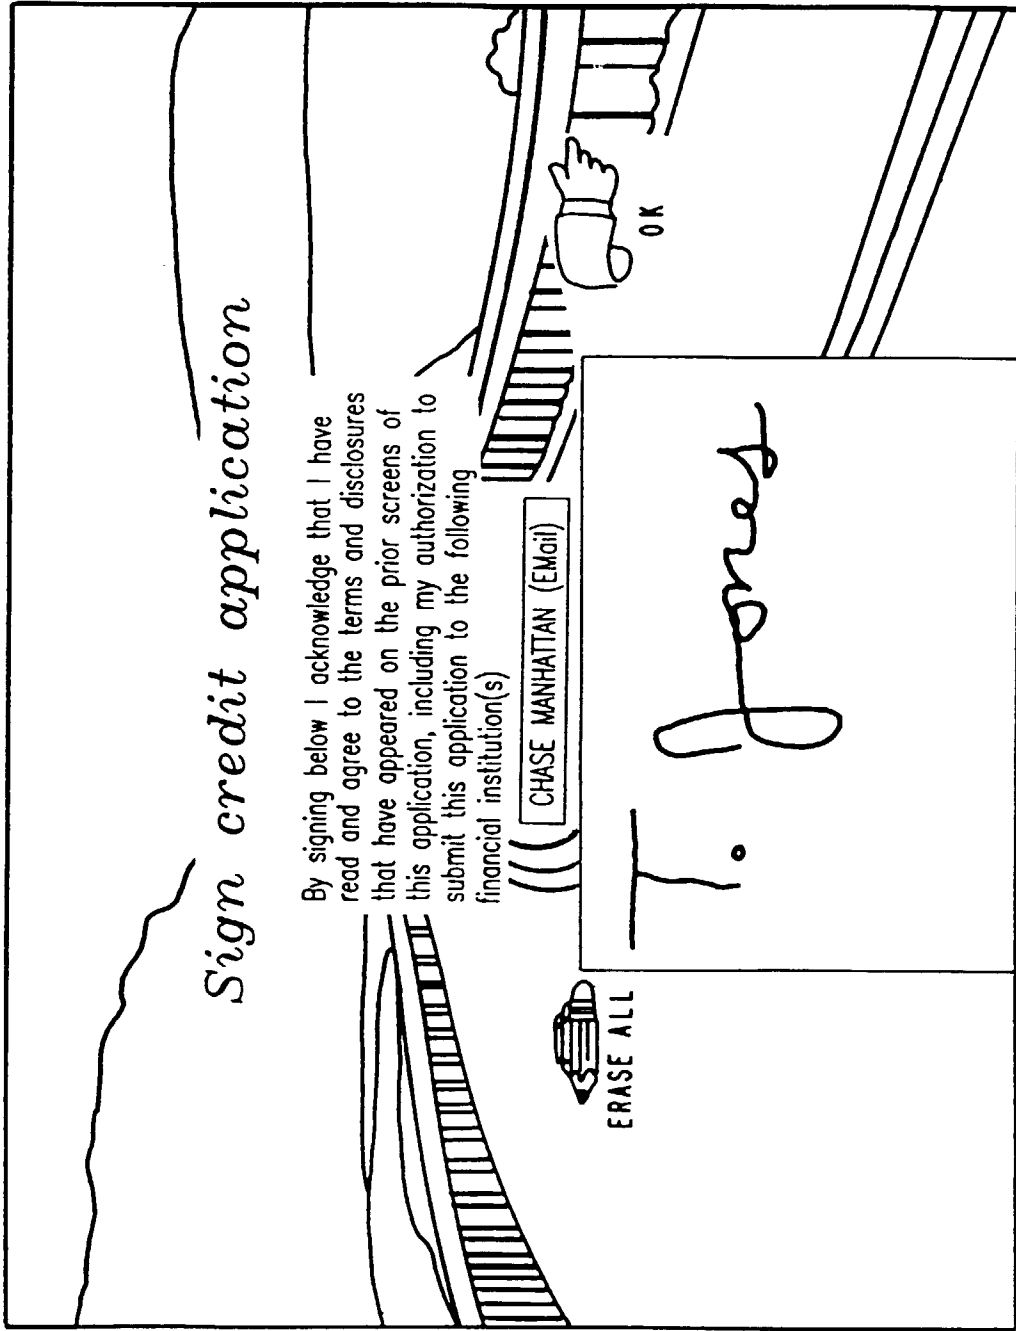 Sign credit application
By signing below I acknowledge that I have
read and agree to the terms and disclosures
that have appeared on the prior screens of
this application, including my authorization to
submit this application to the following
financial institution(s)
CHASE MANHATTAN (EMail)
ERASE ALL
OK
T. Jones